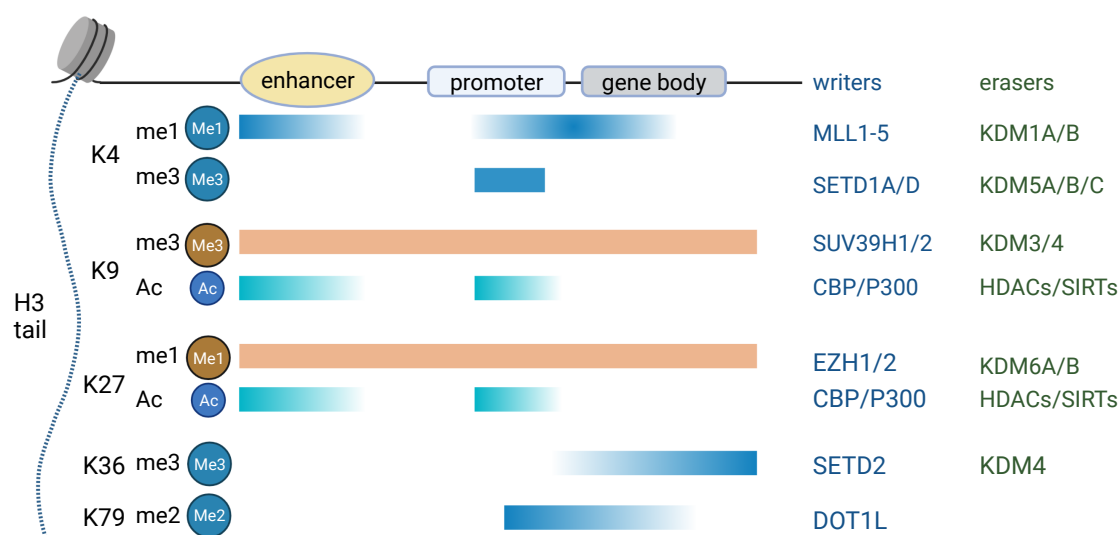 enhancer promoter gene body writers erasers
me1 Me1 MLL1-5 KDM1A/B
K4
me3 Me3 SETD1A/D KDM5A/B/C
me3 Me3 SUV39H1/2 KDM3/4
K9
Ac Ac CBP/P300 HDACs/SIRTs
H3
tail
me1 Me1 EZH1/2 KDM6A/B
K27
Ac Ac CBP/P300 HDACs/SIRTs
K36 me3 Me3 SETD2 KDM4
K79 me2 Me2 DOT1L